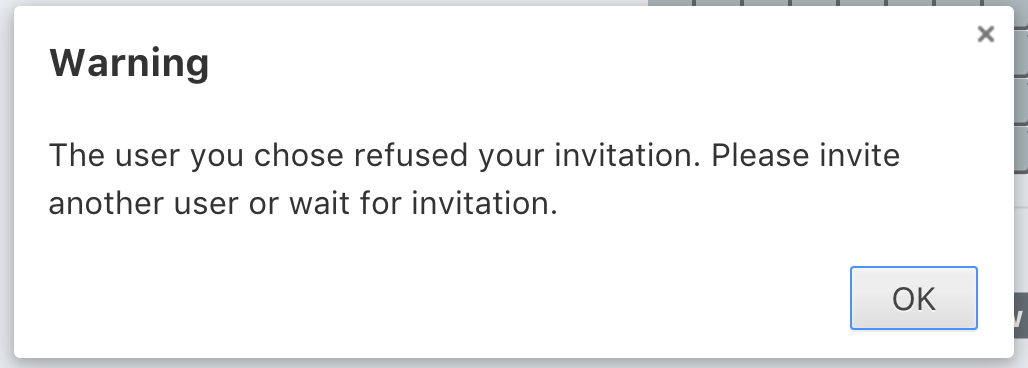 Warning
The user you chose refused your invitation. Please invite
another user or wait for invitation.
OK